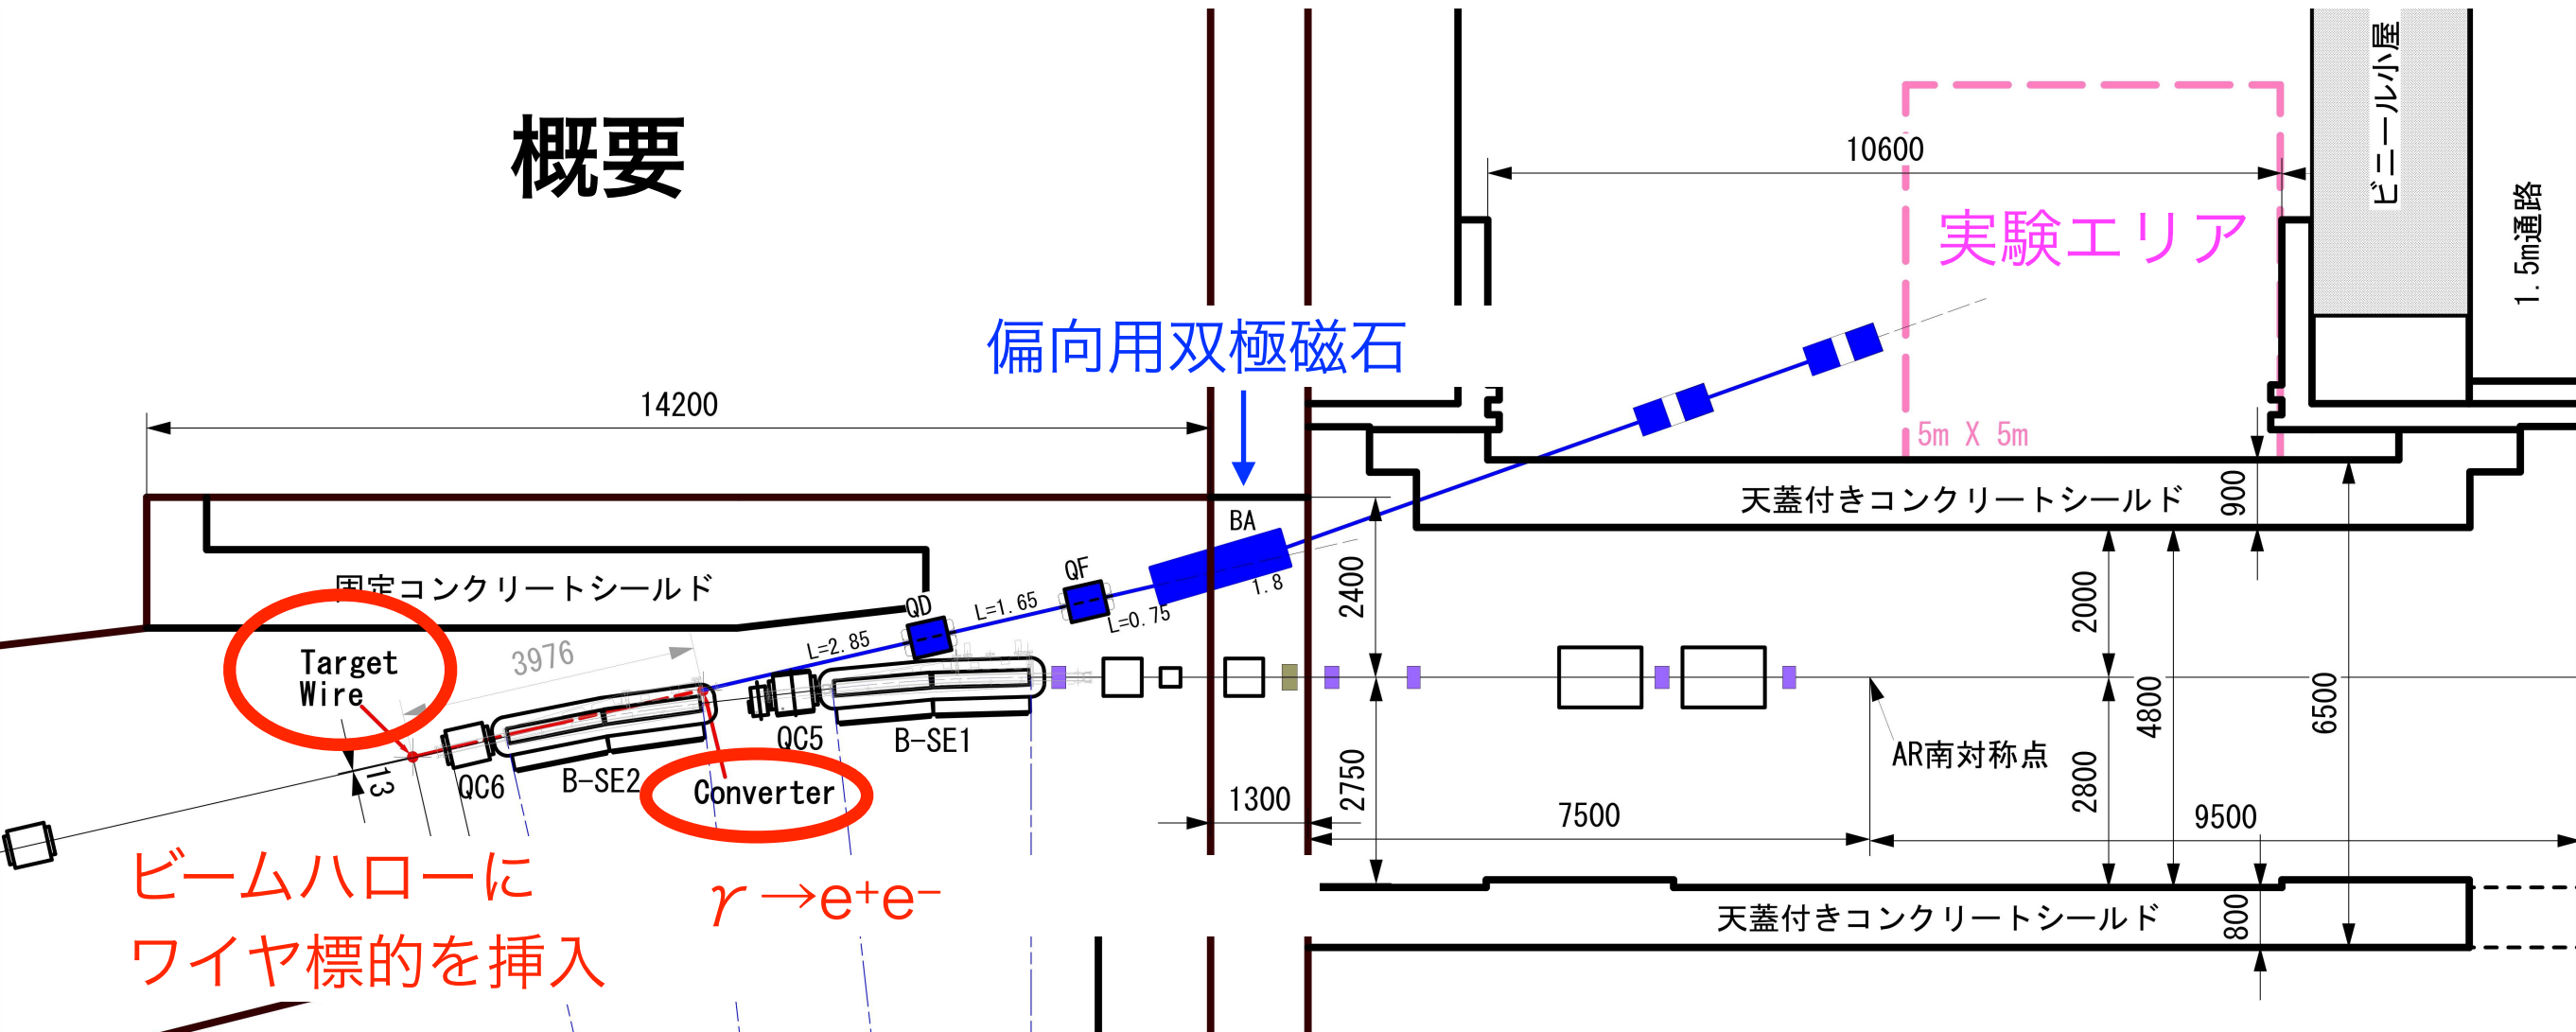 概要
10600
ビニール小屋
1.5m通路
実験エリア
偏向用双極磁石
14200
5m X 5m
天蓋付きコンクリートシールド
900
BA
固定コンクリートシールド
QF
QD
L=1.65
L=0.75
1.8
L=2.85
2400
2000
Target
Wire
3976
QC5
B-SE1
4800
6500
13
QC6
B-SE2
Converter
AR南対称点
1300
2750
7500
2800
9500
ビームハローに
ワイヤ標的を挿入
γ→e+e−
天蓋付きコンクリートシールド
800